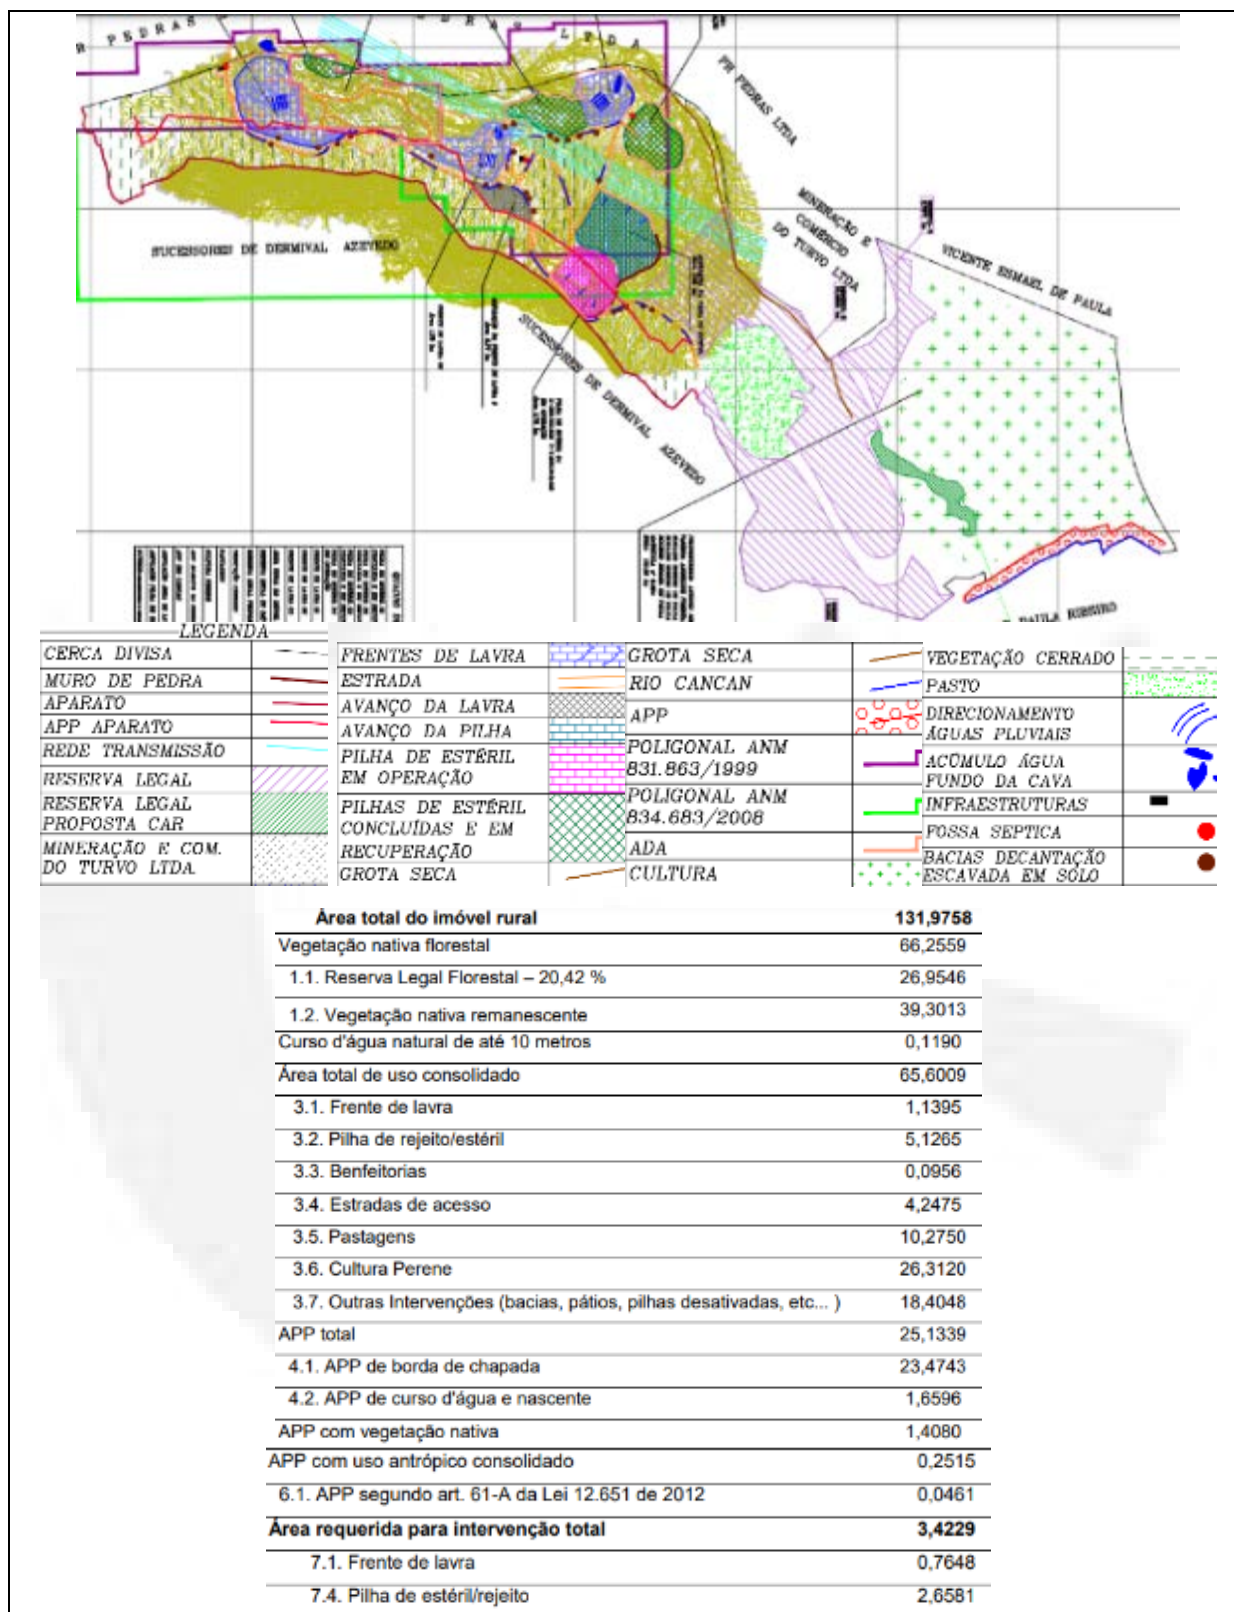 R PEDRAS
LTDA
PH PEDRAS LTDA
MINERAÇÃO E
COMÉRCIO
DO TURVO LTDA
VICENTE ESMAEL DE PAULA
SUCESSORES DE DERMIVAL AZEVEDO
SUCESSORES DE DERMIVAL AZEVEDO
PAULA RIBEIRO
LEGENDA
CERCA DIVISA
MURO DE PEDRA
APARATO
APP APARATO
REDE TRANSMISSÃO
RESERVA LEGAL
RESERVA LEGAL
PROPOSTA CAR
MINERAÇÃO E COM.
DO TURVO LTDA
FRENTES DE LAVRA
ESTRADA
AVANÇO DA LAVRA
AVANÇO DA PILHA
PILHA DE ESTÉRIL
EM OPERAÇÃO
PILHAS DE ESTÉRIL
CONCLUÍDAS E EM
RECUPERAÇÃO
GROTA SECA
GROTA SECA
RIO CANCAN
APP
POLIGONAL ANM
831.863/1999
POLIGONAL ANM
834.683/2008
ADA
CULTURA
VEGETAÇÃO CERRADO
PASTO
DIRECIONAMENTO
ÁGUAS PLUVIAIS
ACÚMULO ÁGUA
FUNDO DA CAVA
INFRAESTRUTURAS
FOSSA SEPTICA
BACIAS DECANTAÇÃO
ESCAVADA EM SOLO
Área total do imóvel rural 131,9758
Vegetação nativa florestal 66,2559
1.1. Reserva Legal Florestal – 20,42 % 26,9546
1.2. Vegetação nativa remanescente 39,3013
Curso d'água natural de até 10 metros 0,1190
Área total de uso consolidado 65,6009
3.1. Frente de lavra 1,1395
3.2. Pilha de rejeito/estéril 5,1265
3.3. Benfeitorias 0,0956
3.4. Estradas de acesso 4,2475
3.5. Pastagens 10,2750
3.6. Cultura Perene 26,3120
3.7. Outras Intervenções (bacias, pátios, pilhas desativadas, etc... ) 18,4048
APP total 25,1339
4.1. APP de borda de chapada 23,4743
4.2. APP de curso d'água e nascente 1,6596
APP com vegetação nativa 1,4080
APP com uso antrópico consolidado 0,2515
6.1. APP segundo art. 61-A da Lei 12.651 de 2012 0,0461
Área requerida para intervenção total 3,4229
7.1. Frente de lavra 0,7648
7.4. Pilha de estéril/rejeito 2,6581